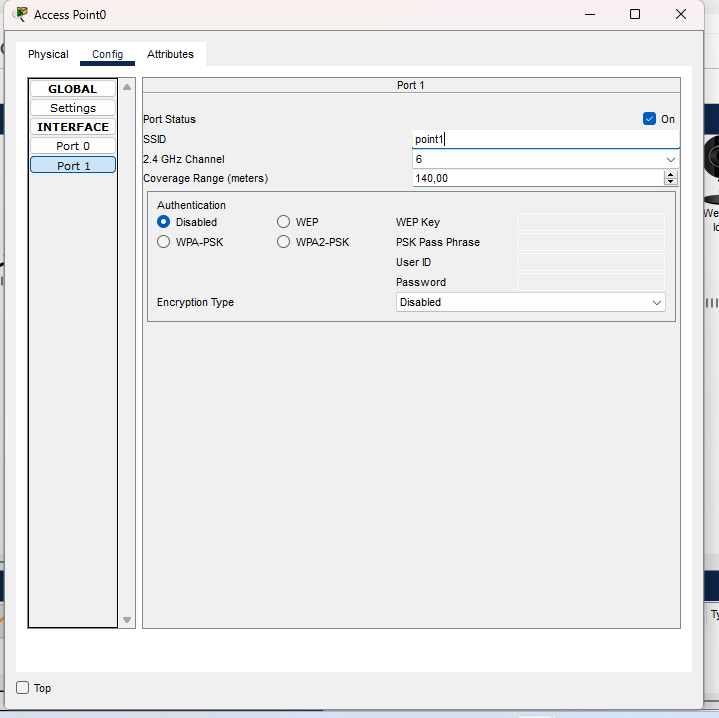 Access Point0
Physical Config Attributes
GLOBAL
Settings
INTERFACE
Port 0
Port 1
Port 1
Port Status On
SSID point1
2.4 GHz Channel 6
Coverage Range (meters) 140,00
Authentication
Disabled WEP WEP Key
WPA-PSK WPA2-PSK PSK Pass Phrase
User ID
Password
Encryption Type Disabled
Top
We
Ty